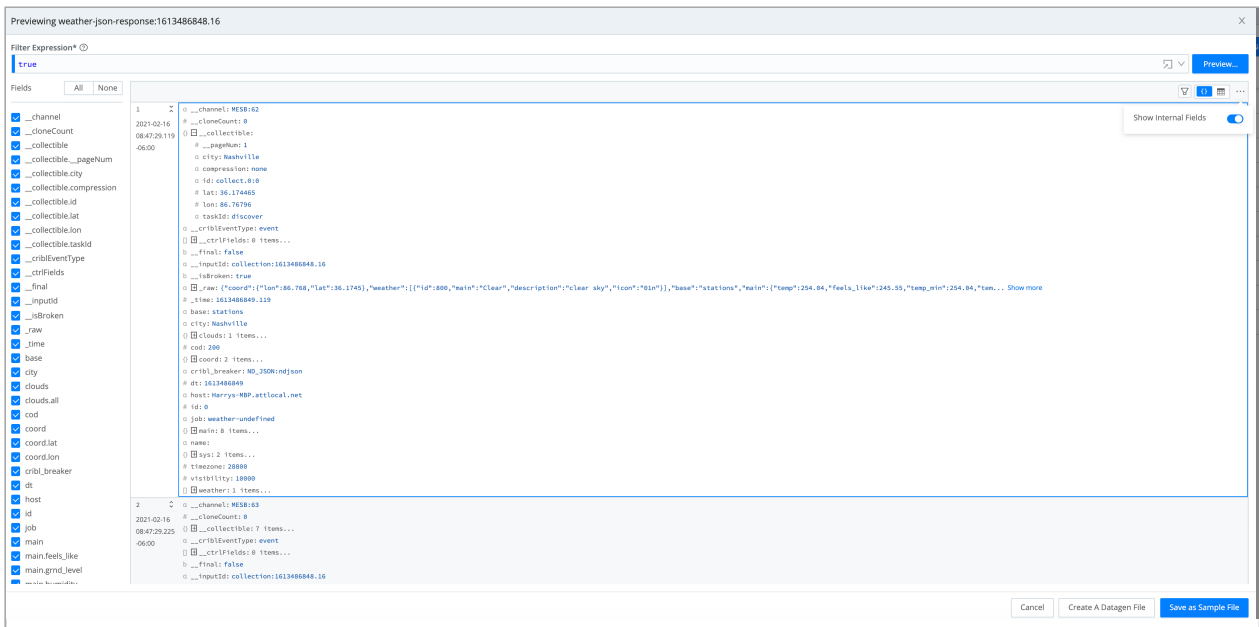 Previewing weather-json-response:1613486848.16
Filter Expression*
true
Preview...
Fields
All
None
Show Internal Fields
__channel
__cloneCount
__collectible
__collectible.__pageNum
__collectible.city
__collectible.compression
__collectible.id
__collectible.lat
__collectible.lon
__collectible.taskId
__criblEventType
__ctrlFields
__final
__inputId
__isBroken
_raw
_time
base
city
clouds
clouds.all
cod
coord
coord.lat
coord.lon
cribl_breaker
dt
host
id
job
main
main.feels_like
main.grnd_level
main.humidity
1
2021-02-16
08:47:29.119
-06:00
α __channel: MESB:62
# __cloneCount: 0
{} __collectible:
# __pageNum: 1
α city: Nashville
α compression: none
α id: collect.0:0
# lat: 36.174465
# lon: 86.76796
α taskId: discover
α __criblEventType: event
[] __ctrlFields: 0 items...
b __final: false
α __inputId: collection:1613486848.16
b __isBroken: true
α _raw: {"coord":{"lon":86.768,"lat":36.1745},"weather":[{"id":800,"main":"Clear","description":"clear sky","icon":"01n"}],"base":"stations","main":{"temp":254.04,"feels_like":245.55,"temp_min":254.04,"tem... Show more
# _time: 1613486849.119
α base: stations
α city: Nashville
{} clouds: 1 items...
# cod: 200
{} coord: 2 items...
α cribl_breaker: ND_JSON:ndjson
# dt: 1613486849
α host: Harrys-MBP.attlocal.net
# id: 0
α job: weather-undefined
{} main: 8 items...
α name:
{} sys: 2 items...
# timezone: 28800
# visibility: 10000
[] weather: 1 items...
2
2021-02-16
08:47:29.225
-06:00
α __channel: MESB:63
# __cloneCount: 0
{} __collectible: 7 items...
α __criblEventType: event
[] __ctrlFields: 0 items...
b __final: false
α __inputId: collection:1613486848.16
Cancel
Create A Datagen File
Save as Sample File